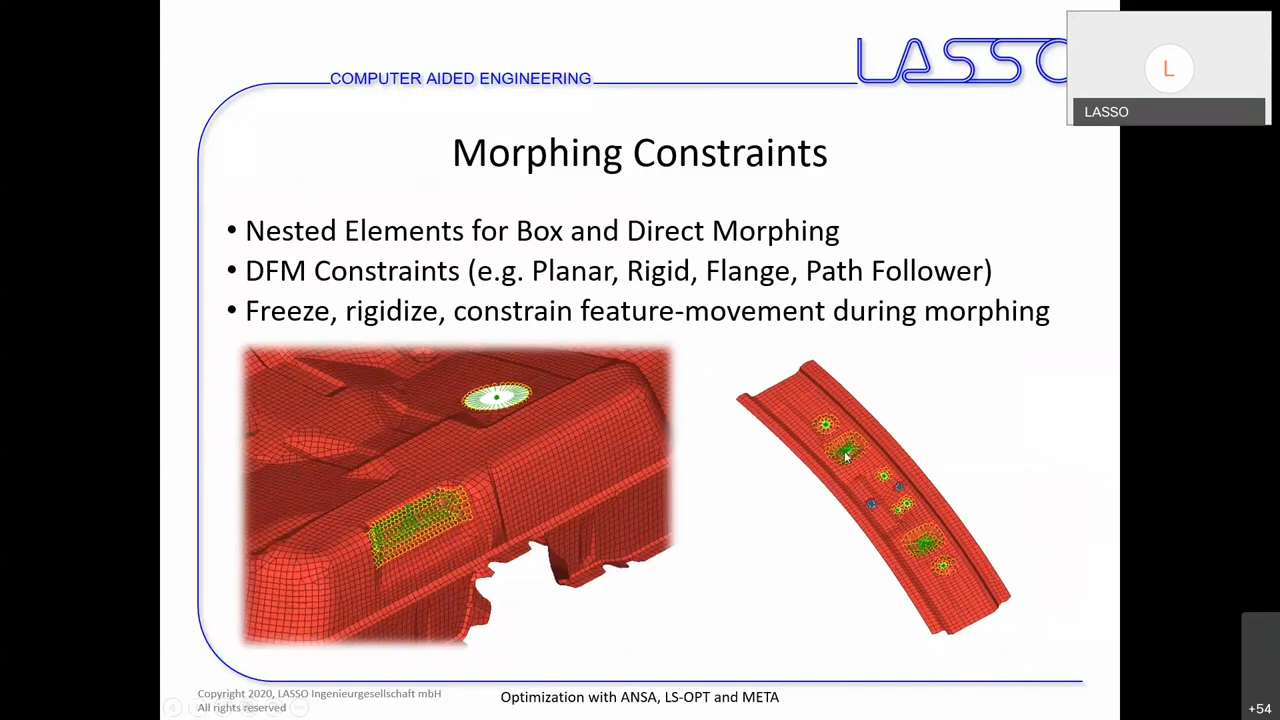 LASSO
L
COMPUTER AIDED ENGINEERING
LASSO
Morphing Constraints
• Nested Elements for Box and Direct Morphing
• DFM Constraints (e.g. Planar, Rigid, Flange, Path Follower)
• Freeze, rigidize, constrain feature-movement during morphing
Copyright 2020, LASSO Ingenieurgesellschaft mbH
All rights reserved
Optimization with ANSA, LS-OPT and META
+54